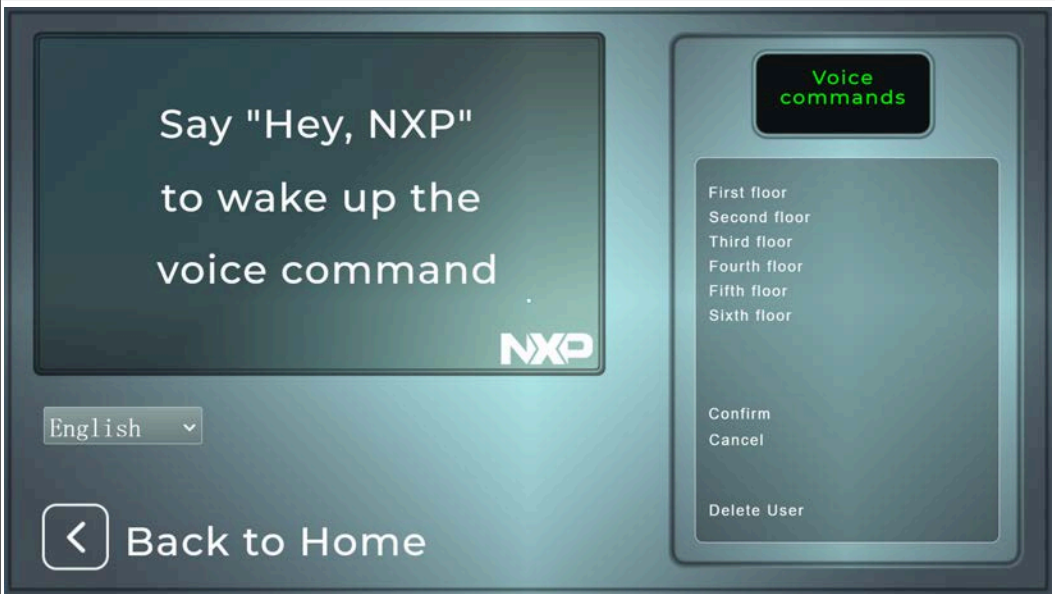 Say "Hey, NXP"
to wake up the
voice command
NXP
English
Back to Home
Voice
commands
First floor
Second floor
Third floor
Fourth floor
Fifth floor
Sixth floor
Confirm
Cancel
Delete User